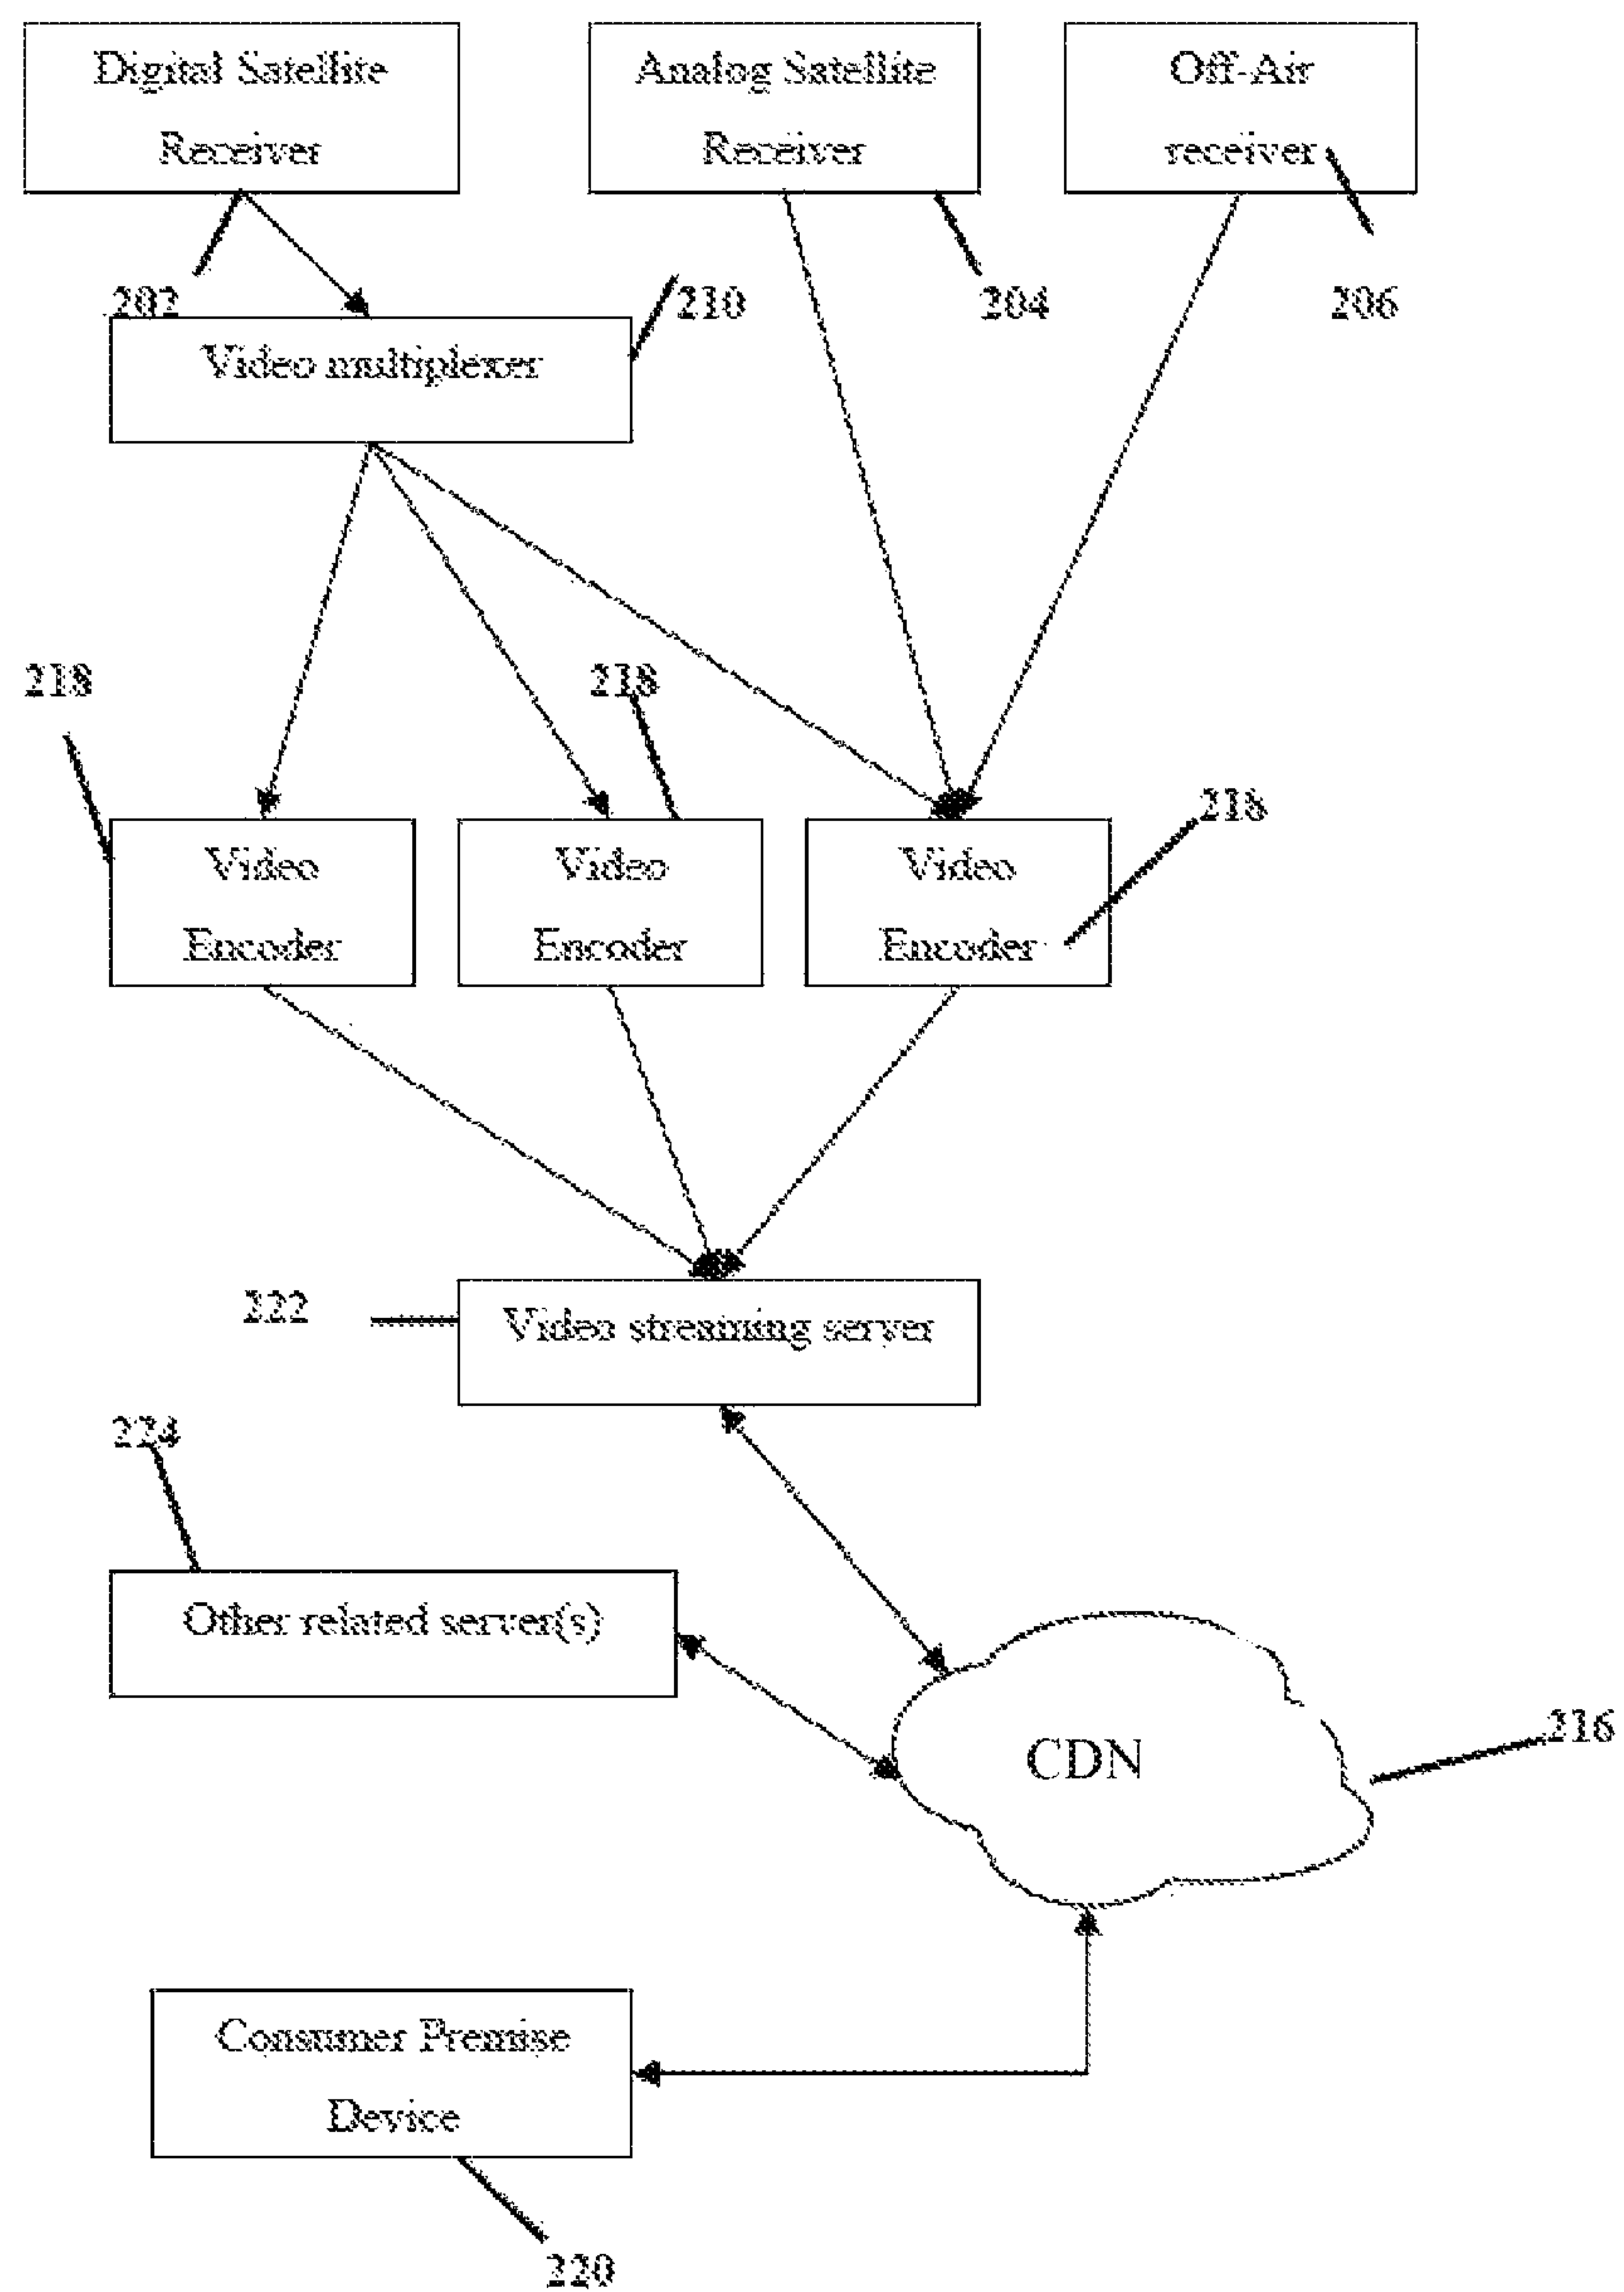 Digital Satellite
Receiver
Analog Satellite
Receiver
Off-Air
receiver
202
210
204
206
Video multiplexer
218
218
218
Video
Encoder
Video
Encoder
Video
Encoder
222
Video streaming server
224
Other related server(s)
CDN
216
Consumer Premise
Device
220